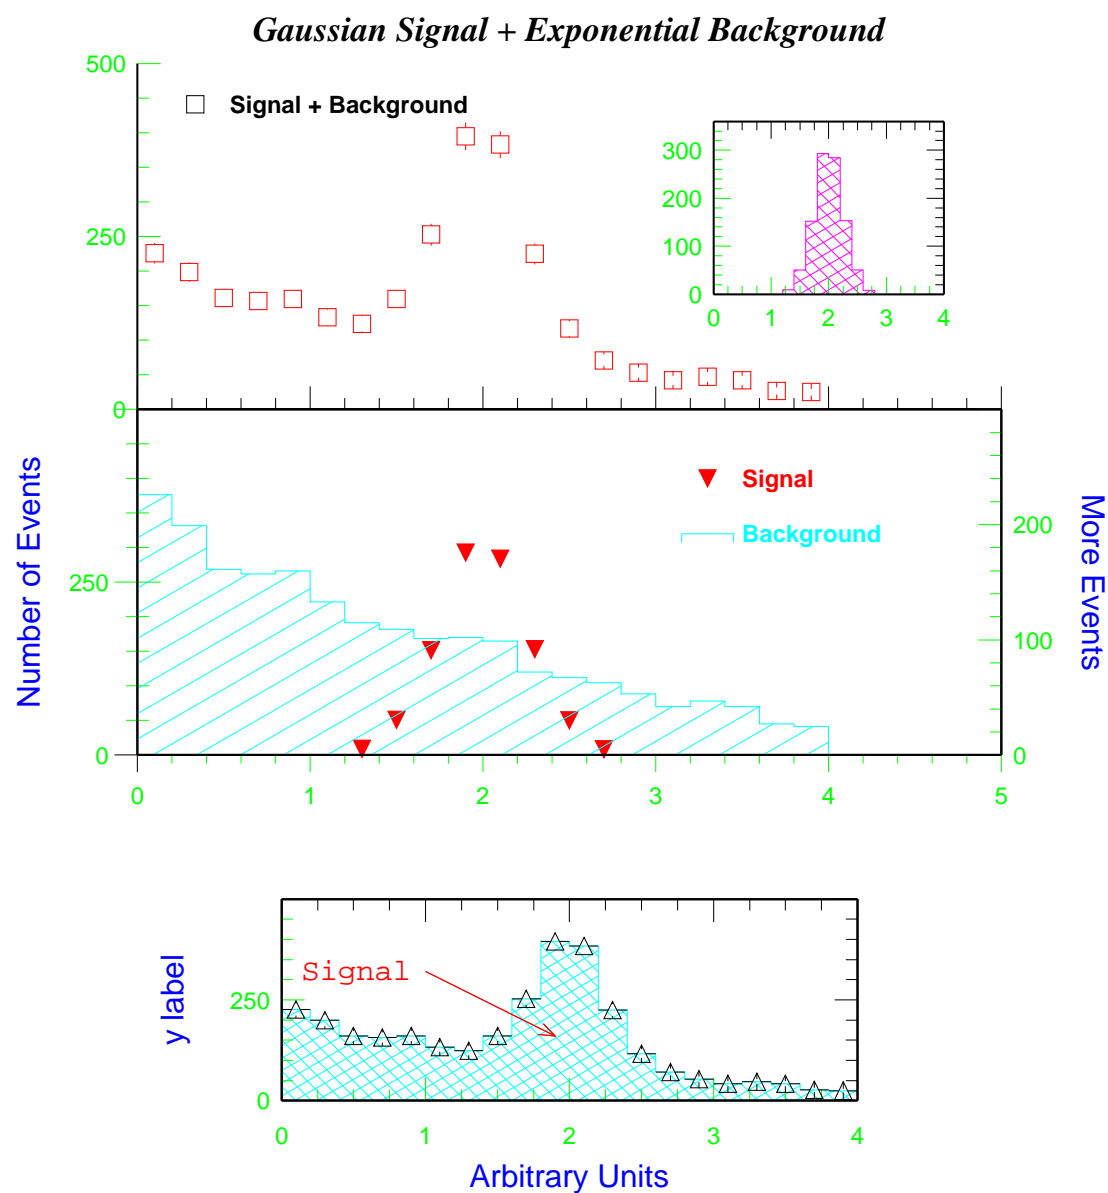 Gaussian Signal + Exponential Background
500
Signal + Background
300
200
100
0
0 1 2 3 4
250
0
Number of Events
Signal
Background
More Events
200
250
100
0
0
0 1 2 3 4 5
y label
Signal
250
0
0 1 2 3 4
Arbitrary Units